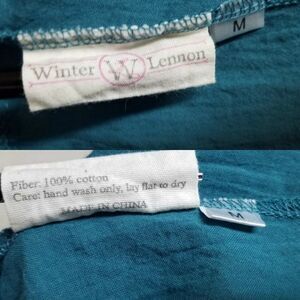 Winter W Lennon
M
Fiber: 100% cotton
Care: hand wash only, lay flat to dry
MADE IN CHINA
M